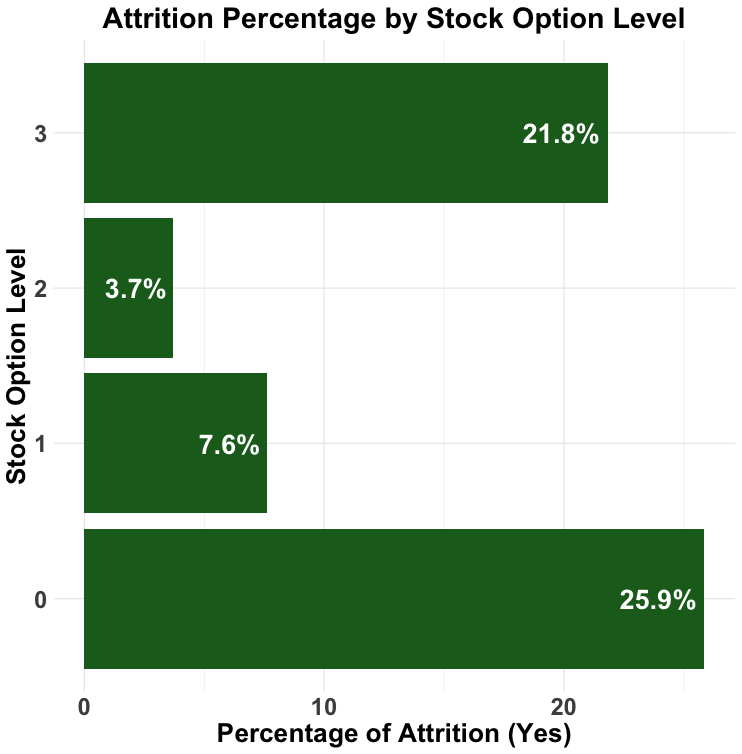 Attrition Percentage by Stock Option Level
Stock Option Level
3
21.8%
2
3.7%
1
7.6%
0
25.9%
0 10 20
Percentage of Attrition (Yes)